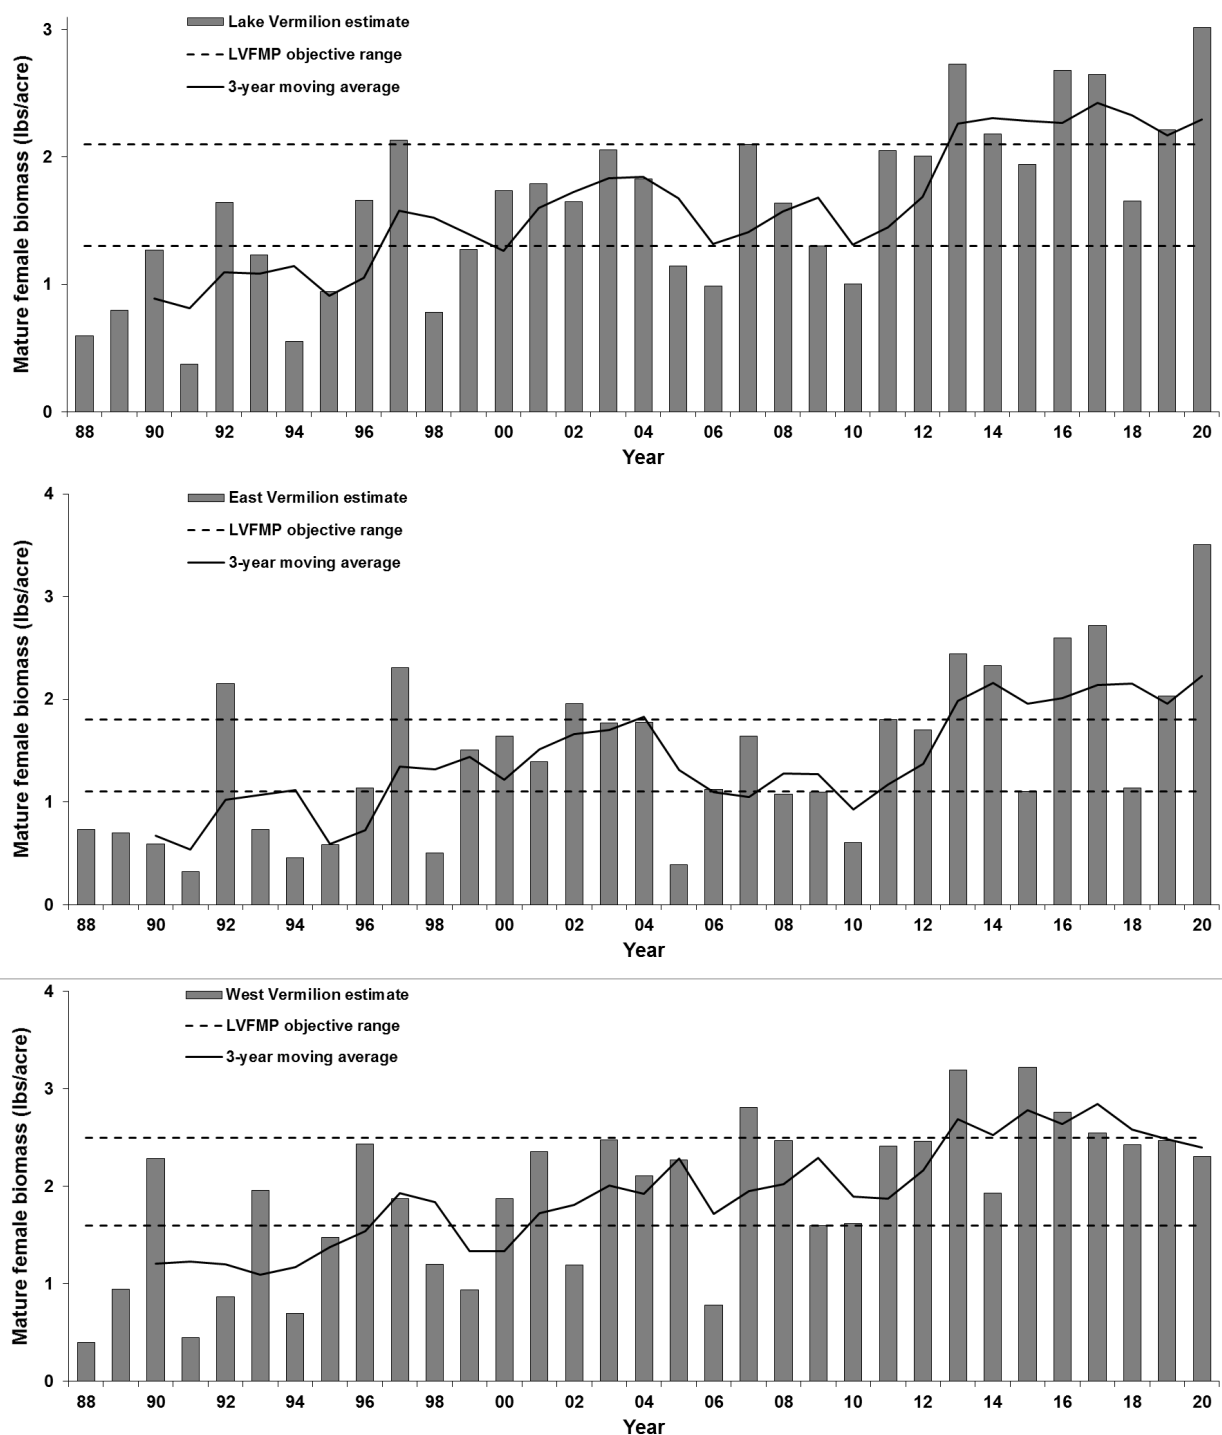 Mature female biomass (lbs/acre)
Lake Vermilion estimate
LVFMP objective range
3-year moving average
3
2
1
0
88 90 92 94 96 98 00 02 04 06 08 10 12 14 16 18 20
Year
Mature female biomass (lbs/acre)
East Vermilion estimate
LVFMP objective range
3-year moving average
4
3
2
1
0
88 90 92 94 96 98 00 02 04 06 08 10 12 14 16 18 20
Year
Mature female biomass (lbs/acre)
West Vermilion estimate
LVFMP objective range
3-year moving average
4
3
2
1
0
88 90 92 94 96 98 00 02 04 06 08 10 12 14 16 18 20
Year